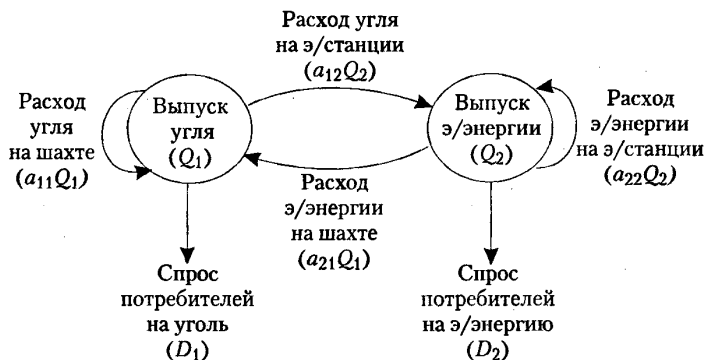 Расход угля
на э/станции
(a₁₂Q₂)
Расход
угля
на шахте
(a₁₁Q₁)
Выпуск
угля
(Q₁)
Выпуск
э/энергии
(Q₂)
Расход
э/энергии
на э/станции
(a₂₂Q₂)
Расход
э/энергии
на шахте
(a₂₁Q₁)
Спрос
потребителей
на уголь
(D₁)
Спрос
потребителей
на э/энергию
(D₂)